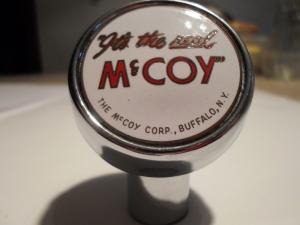 "It's the real
McCOY"
THE McCOY CORP., BUFFALO, N.Y.